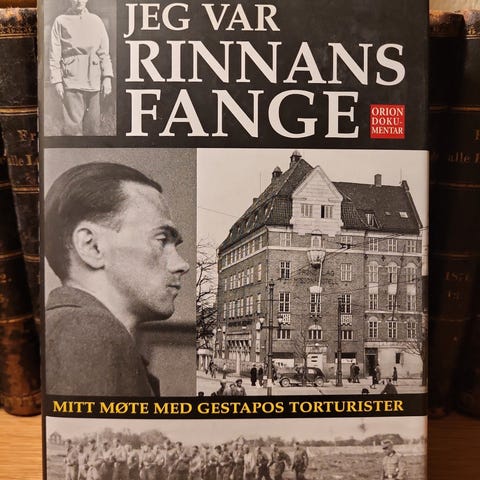 JEG VAR
RINNANS
FANGE
ORION
DOKU-
MENTAR
MITT MØTE MED GESTAPOS TORTURISTER